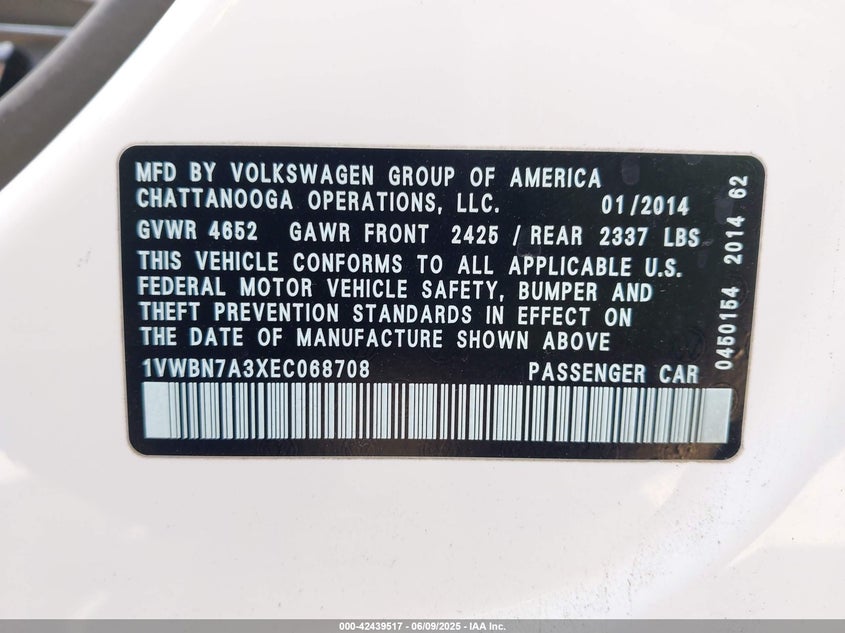 MFD BY VOLKSWAGEN GROUP OF AMERICA
CHATTANOOGA OPERATIONS, LLC. 01/2014
GVWR 4652 GAWR FRONT 2425 / REAR 2337 LBS
THIS VEHICLE CONFORMS TO ALL APPLICABLE U.S.
FEDERAL MOTOR VEHICLE SAFETY, BUMPER AND
THEFT PREVENTION STANDARDS IN EFFECT ON
THE DATE OF MANUFACTURE SHOWN ABOVE
1VWBN7A3XEC068708 PASSENGER CAR
0450154 2014 62
000-42439517 | 06/09/2025 | IAA Inc.